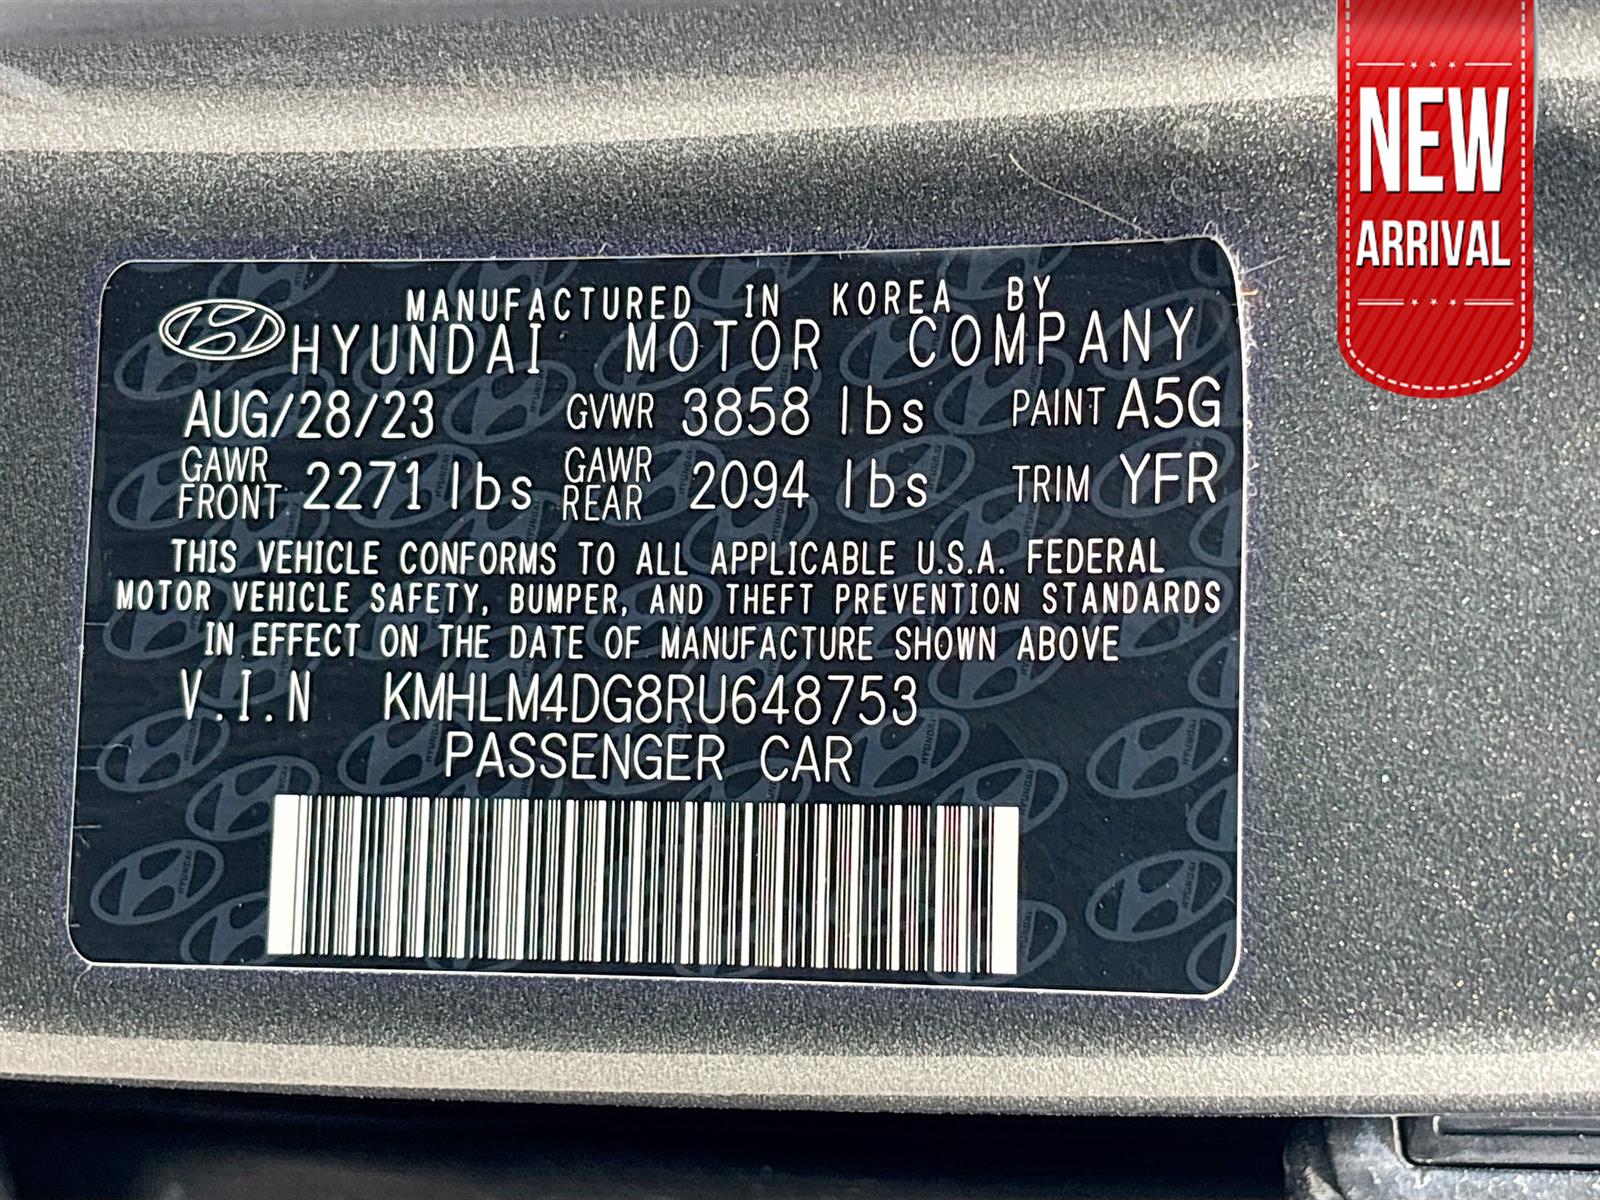 NEW
ARRIVAL
MANUFACTURED IN KOREA BY
HYUNDAI MOTOR COMPANY
AUG/28/23 GVWR 3858 lbs PAINT A5G
GAWR FRONT 2271 lbs GAWR REAR 2094 lbs TRIM YFR
THIS VEHICLE CONFORMS TO ALL APPLICABLE U.S.A. FEDERAL
MOTOR VEHICLE SAFETY, BUMPER, AND THEFT PREVENTION STANDARDS
IN EFFECT ON THE DATE OF MANUFACTURE SHOWN ABOVE
V.I.N KMHLM4DG8RU648753
PASSENGER CAR